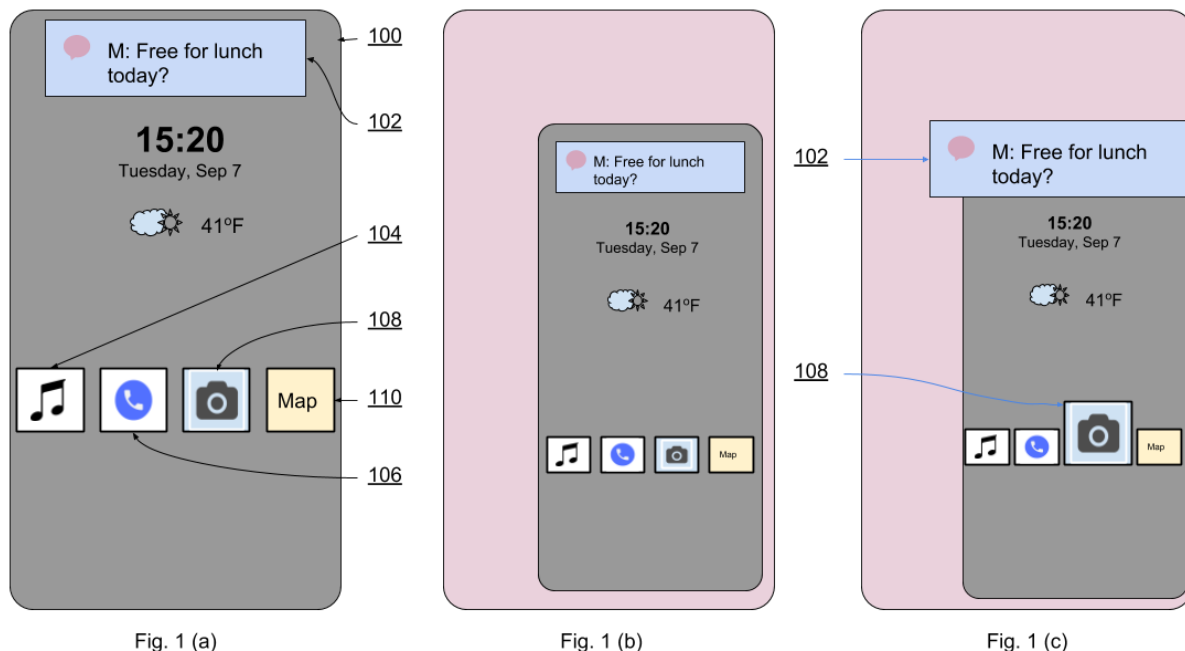 M: Free for lunch
today?
15:20
Tuesday, Sep 7
41ºF
Map
100
102
104
108
110
106
Fig. 1 (a)
M: Free for lunch
today?
15:20
Tuesday, Sep 7
41ºF
Map
Fig. 1 (b)
102
M: Free for lunch
today?
15:20
Tuesday, Sep 7
41ºF
108
Map
Fig. 1 (c)